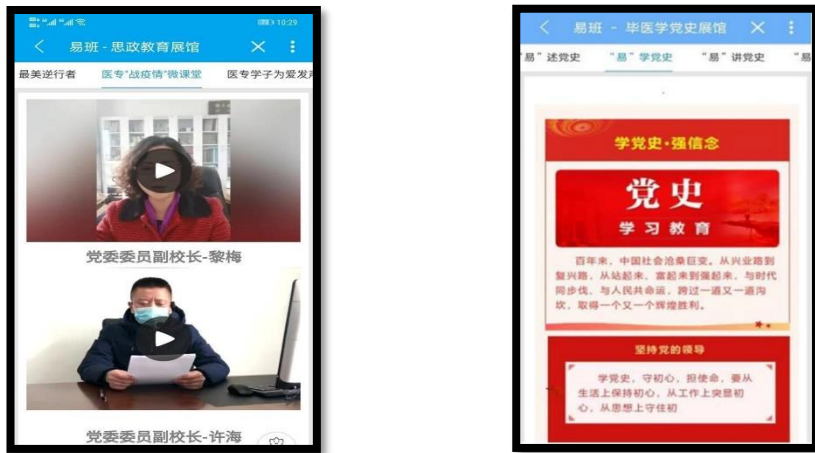 10:29
易班 - 思政教育展馆
最美逆行者 医专"战疫情"微课堂 医专学子为爱发声
党委委员副校长-黎梅
党委委员副校长-许海
易班 - 毕医学党史展馆
"易"述党史 "易"学党史 "易"讲党史 "易
学党史·强信念
党史
学习教育
百年来，中国社会沧桑巨变。从兴业路到
复兴路，从站起来、富起来到强起来，与时代
同步伐、与人民共命运，跨过一道又一道沟
坎，取得一个又一个辉煌胜利。
坚持党的领导
学党史，守初心，担使命，要从
生活上保持初心，从工作上突显初
心，从思想上守住初